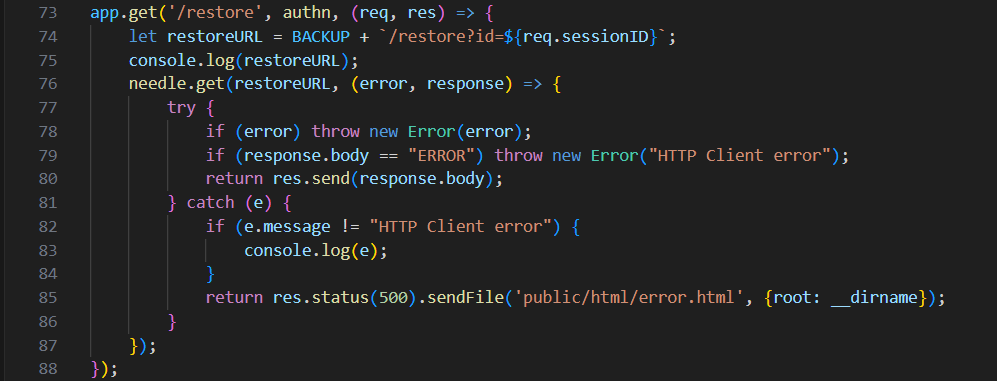 73 app.get('/restore', authn, (req, res) => {
74     let restoreURL = BACKUP + `/restore?id=${req.sessionID}`;
75     console.log(restoreURL);
76     needle.get(restoreURL, (error, response) => {
77         try {
78             if (error) throw new Error(error);
79             if (response.body == "ERROR") throw new Error("HTTP Client error");
80             return res.send(response.body);
81         } catch (e) {
82             if (e.message != "HTTP Client error") {
83                 console.log(e);
84             }
85             return res.status(500).sendFile('public/html/error.html', {root: __dirname});
86         }
87     });
88 });